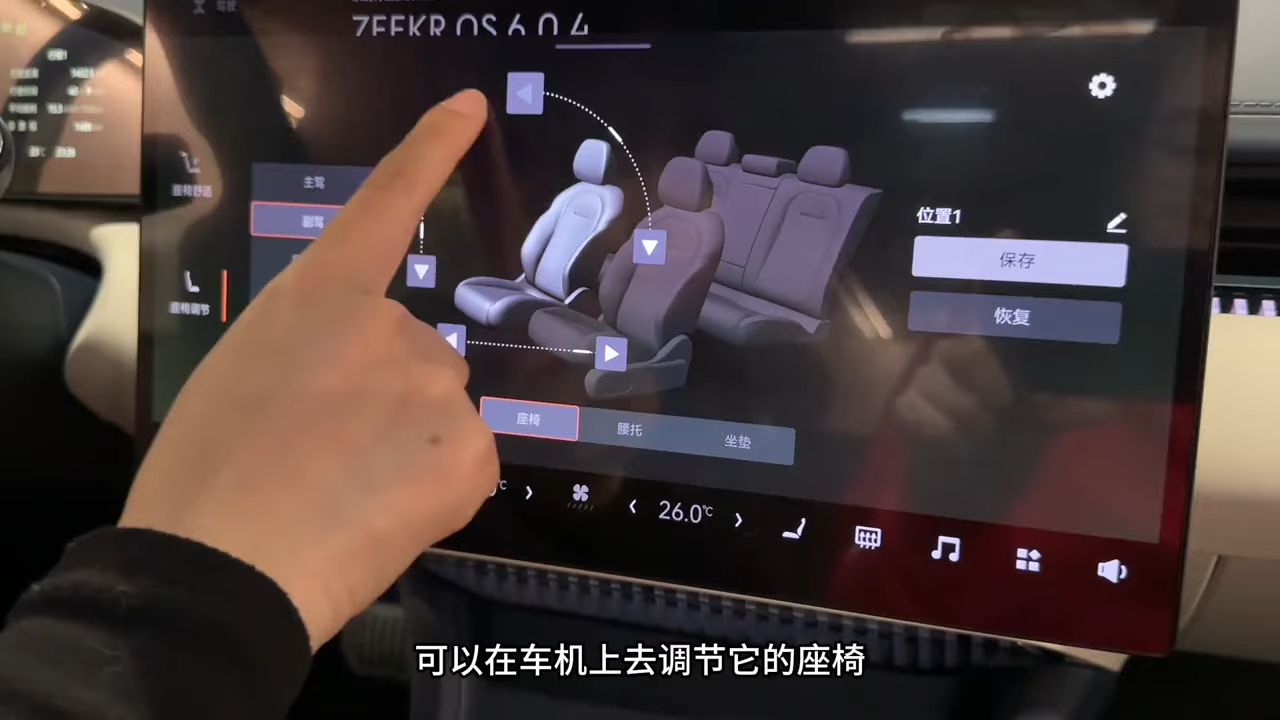 驾驶
ZEEKR OS 6.0.4
座椅舒适
主驾
副驾
座椅调节
位置1
保存
恢复
座椅
腰托
坐垫
26.0℃
可以在车机上去调节它的座椅